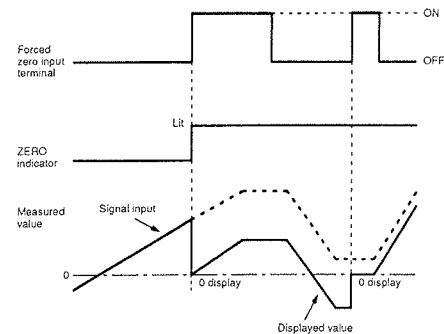 ON
Forced
zero input
terminal
OFF
Lit
ZERO
indicator
Measured
value
Signal input
0
0 display
0 display
Displayed value